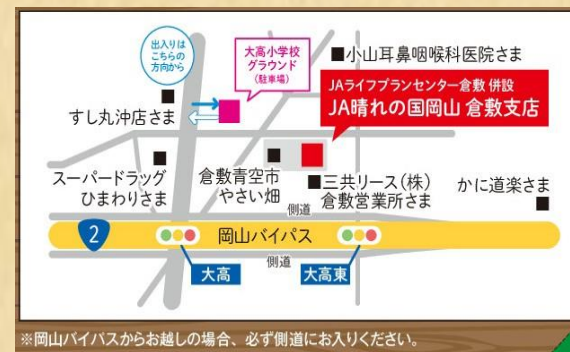 出入りは
こちらの
方向から
大高小学校
グラウンド
(駐車場)
■小山耳鼻咽喉科医院さま
JAライフプランセンター倉敷 併設
JA晴れの国岡山 倉敷支店
すし丸沖店さま
スーパードラッグ
ひまわりさま
倉敷青空市
やさい畑
■三共リース(株)
倉敷営業所さま
かに道楽さま
側道
2
岡山バイパス
側道
大高
大高東
※岡山バイパスからお越しの場合、必ず側道にお入りください。